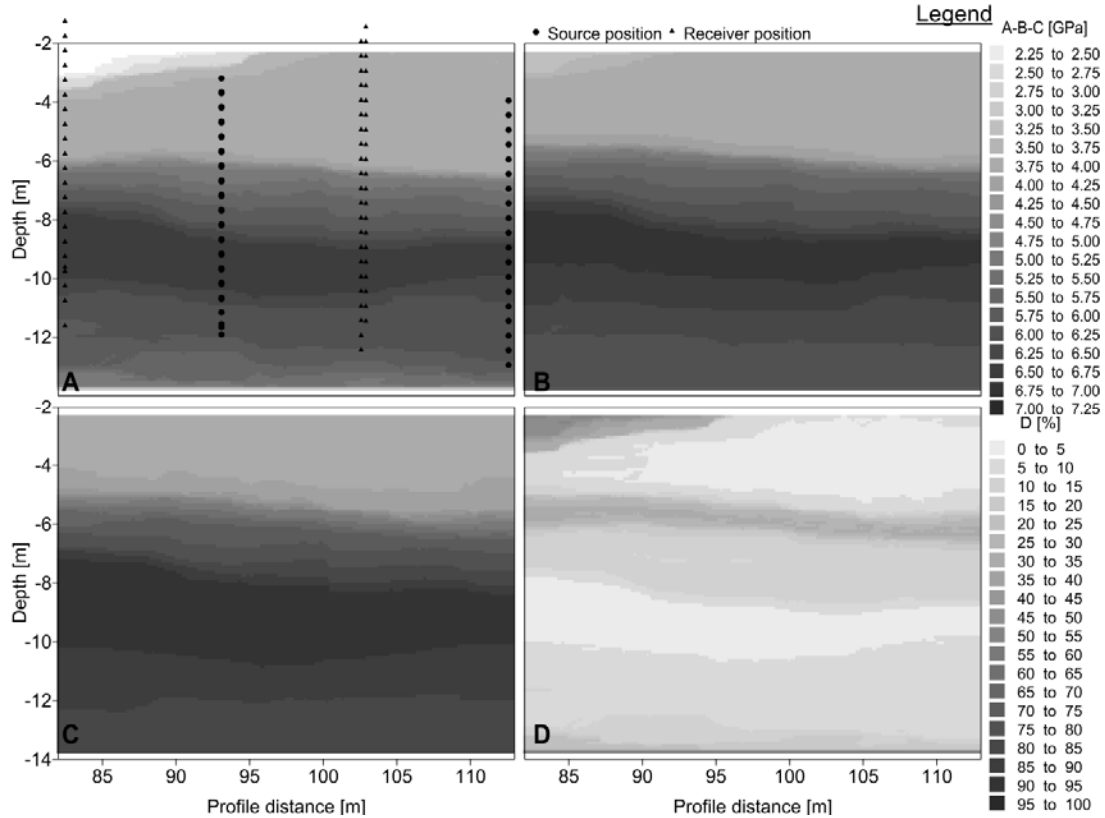 Legend
● Source position ▲ Receiver position
A-B-C [GPa]
2.25 to 2.50
2.50 to 2.75
2.75 to 3.00
3.00 to 3.25
3.25 to 3.50
3.50 to 3.75
3.75 to 4.00
4.00 to 4.25
4.25 to 4.50
4.50 to 4.75
4.75 to 5.00
5.00 to 5.25
5.25 to 5.50
5.50 to 5.75
5.75 to 6.00
6.00 to 6.25
6.25 to 6.50
6.50 to 6.75
6.75 to 7.00
7.00 to 7.25
D [%]
0 to 5
5 to 10
10 to 15
15 to 20
20 to 25
25 to 30
30 to 35
35 to 40
40 to 45
45 to 50
50 to 55
55 to 60
60 to 65
65 to 70
70 to 75
75 to 80
80 to 85
85 to 90
90 to 95
95 to 100
Depth [m]
-2
-4
-6
-8
-10
-12
A
B
Depth [m]
-2
-4
-6
-8
-10
-12
-14
C
D
85 90 95 100 105 110
85 90 95 100 105 110
Profile distance [m]
Profile distance [m]